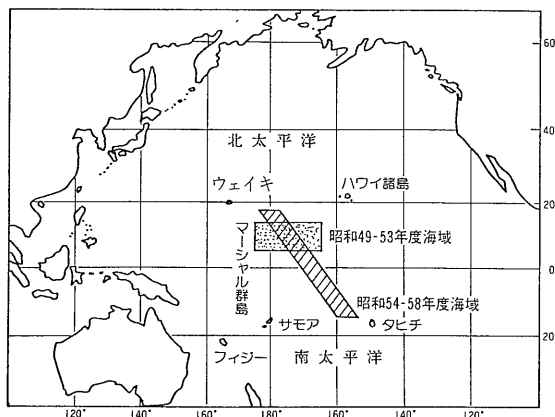 60
40
北太平洋
ウェイキ
ハワイ諸島
20
マーシャル群島
昭和49-53年度海域
0
昭和54-58年度海域
サモア
タヒチ
20
フィジー
南太平洋
120° 140° 160° 180° 160° 140° 120° 100°